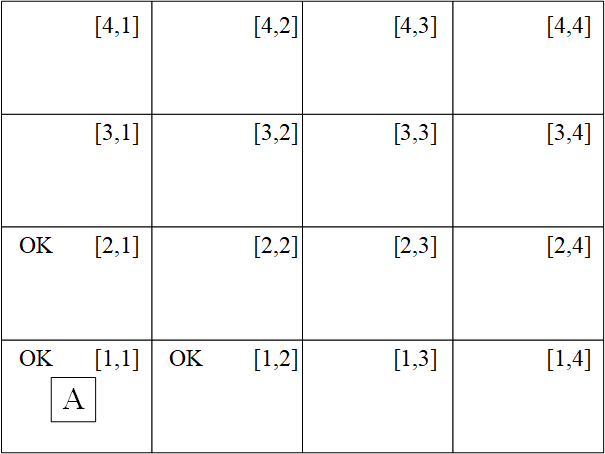 [4,1] [4,2] [4,3] [4,4]
[3,1] [3,2] [3,3] [3,4]
OK [2,1] [2,2] [2,3] [2,4]
OK [1,1] OK [1,2] [1,3] [1,4]
A